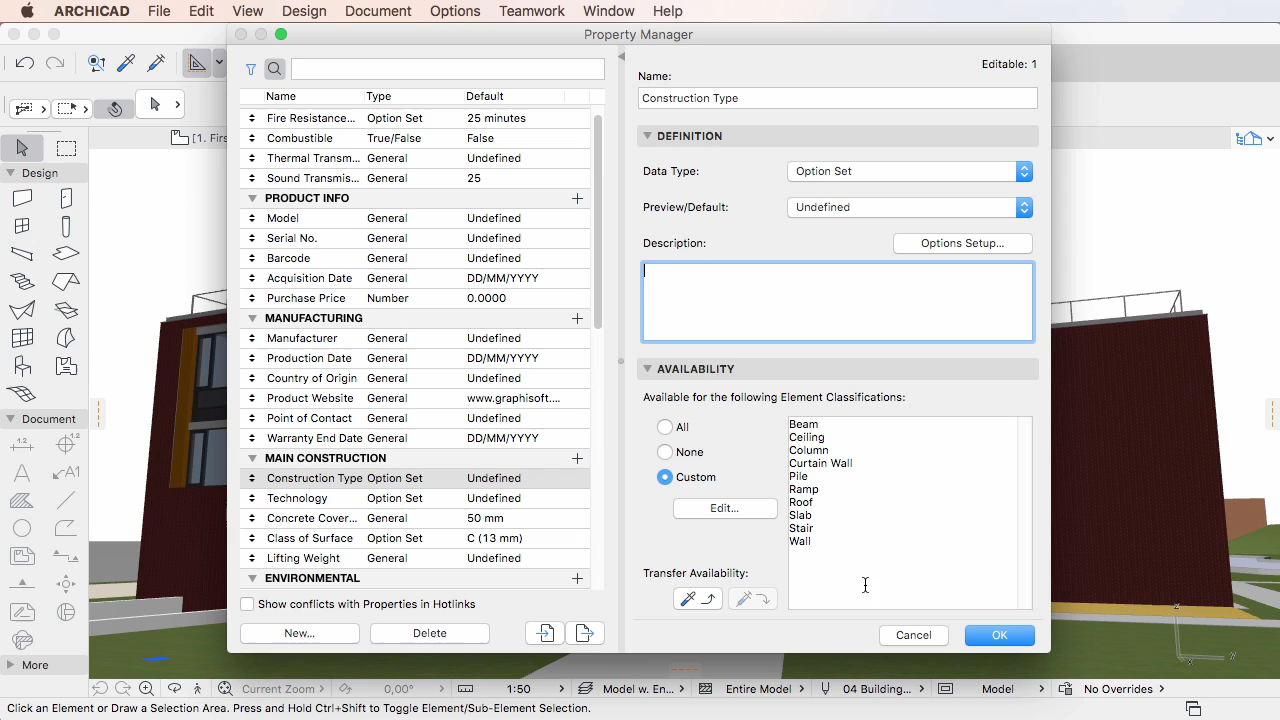 ARCHICAD File Edit View Design Document Options Teamwork Window Help
Property Manager
Editable: 1
Name:
Construction Type
Name Type Default
Fire Resistance... Option Set 25 minutes
Combustible True/False False
Thermal Transm... General Undefined
Sound Transmis... General 25
PRODUCT INFO
Model General Undefined
Serial No. General Undefined
Barcode General Undefined
Acquisition Date General DD/MM/YYYY
Purchase Price Number 0.0000
MANUFACTURING
Manufacturer General Undefined
Production Date General DD/MM/YYYY
Country of Origin General Undefined
Product Website General www.graphisoft....
Point of Contact General Undefined
Warranty End Date General DD/MM/YYYY
MAIN CONSTRUCTION
Construction Type Option Set Undefined
Technology Option Set Undefined
Concrete Cover... General 50 mm
Class of Surface Option Set C (13 mm)
Lifting Weight General Undefined
ENVIRONMENTAL
Show conflicts with Properties in Hotlinks
New... Delete
DEFINITION
Data Type: Option Set
Preview/Default: Undefined
Description: Options Setup...
AVAILABILITY
Available for the following Element Classifications:
All
None
Custom
Edit...
Beam
Ceiling
Column
Curtain Wall
Pile
Ramp
Roof
Slab
Stair
Wall
Transfer Availability:
Cancel OK
[1. Firs
Design
Document
1.2
1.2
A
A1
More
z
Y
Current Zoom 0,00° 1:50 Model w. En... Entire Model 04 Building... Model No Overrides
Click an Element or Draw a Selection Area. Press and Hold Ctrl+Shift to Toggle Element/Sub-Element Selection.